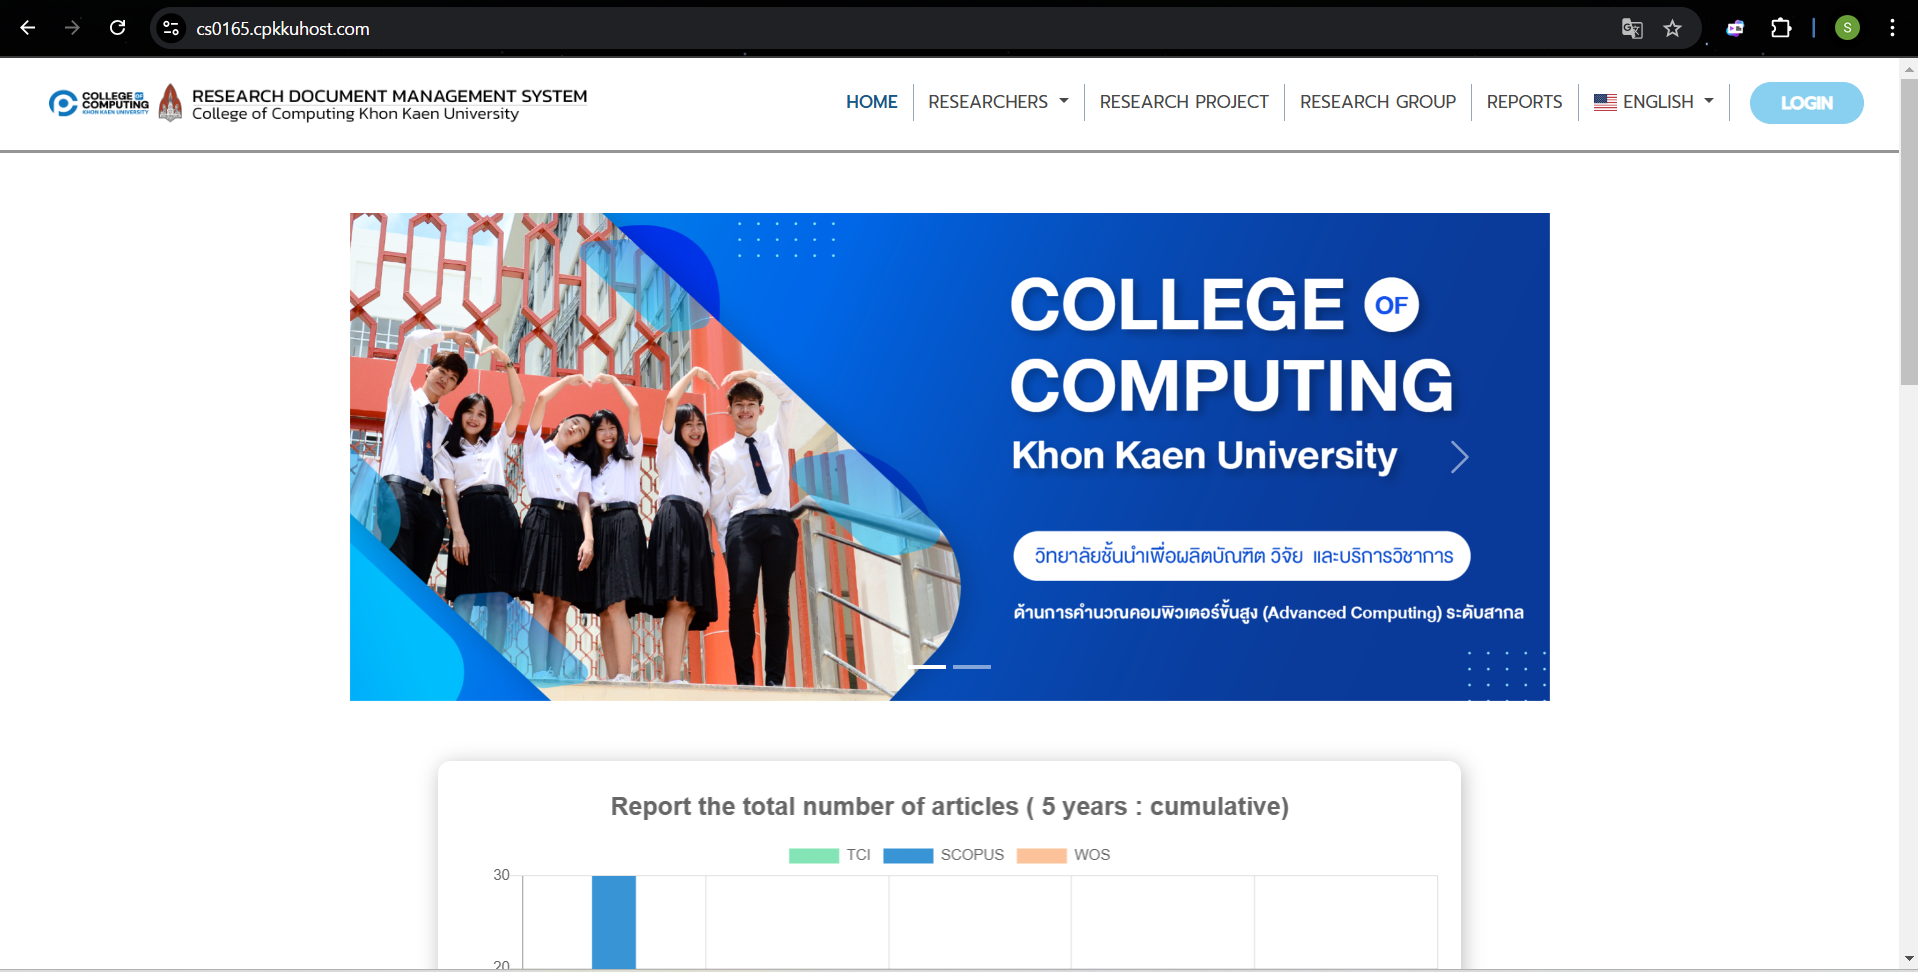 cs0165.cpkkuhost.com
S
COLLEGE OF
COMPUTING
KHON KAEN UNIVERSITY
RESEARCH DOCUMENT MANAGEMENT SYSTEM
College of Computing Khon Kaen University
HOME
RESEARCHERS
RESEARCH PROJECT
RESEARCH GROUP
REPORTS
ENGLISH
LOGIN
COLLEGE OF
COMPUTING
Khon Kaen University
วิทยาลัยชั้นนำเพื่อผลิตบัณฑิต วิจัย และบริการวิชาการ
ด้านการคำนวณคอมพิวเตอร์ขั้นสูง (Advanced Computing) ระดับสากล
Report the total number of articles ( 5 years : cumulative)
TCI SCOPUS WOS
30
20